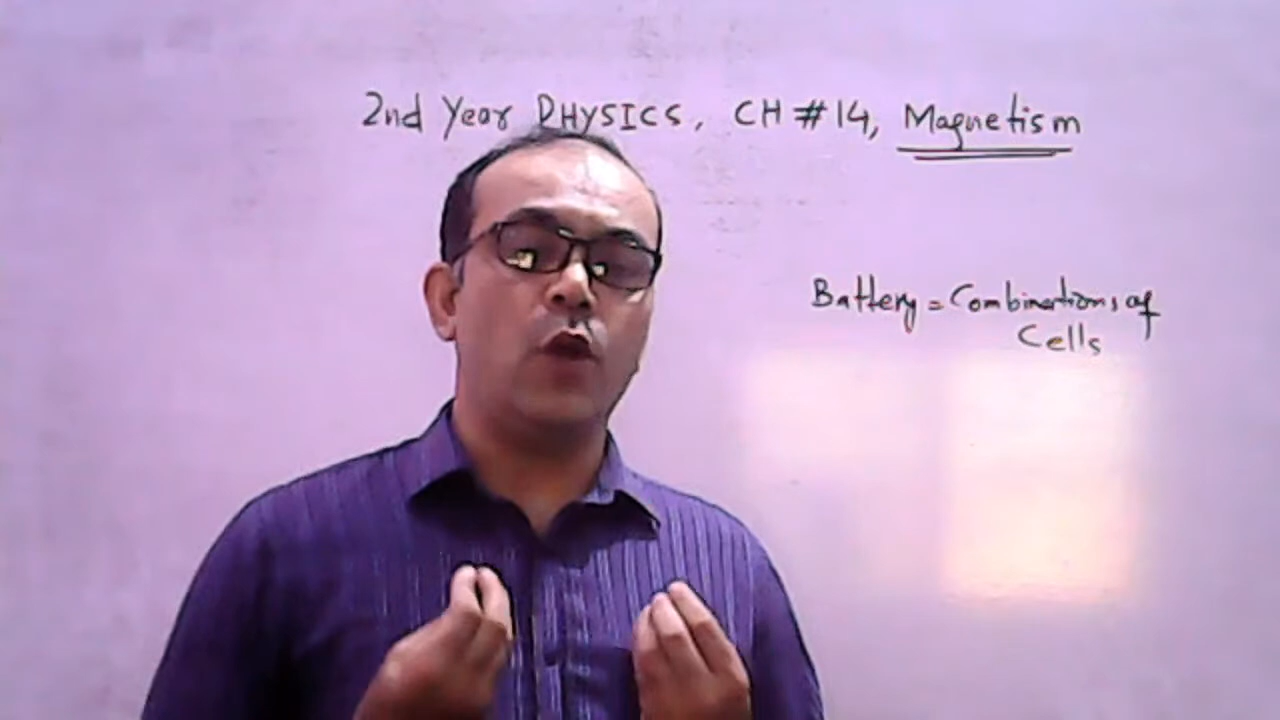 2nd Year PHYSICS, CH # 14, Magnetism
Battery = Combinations of
Cells